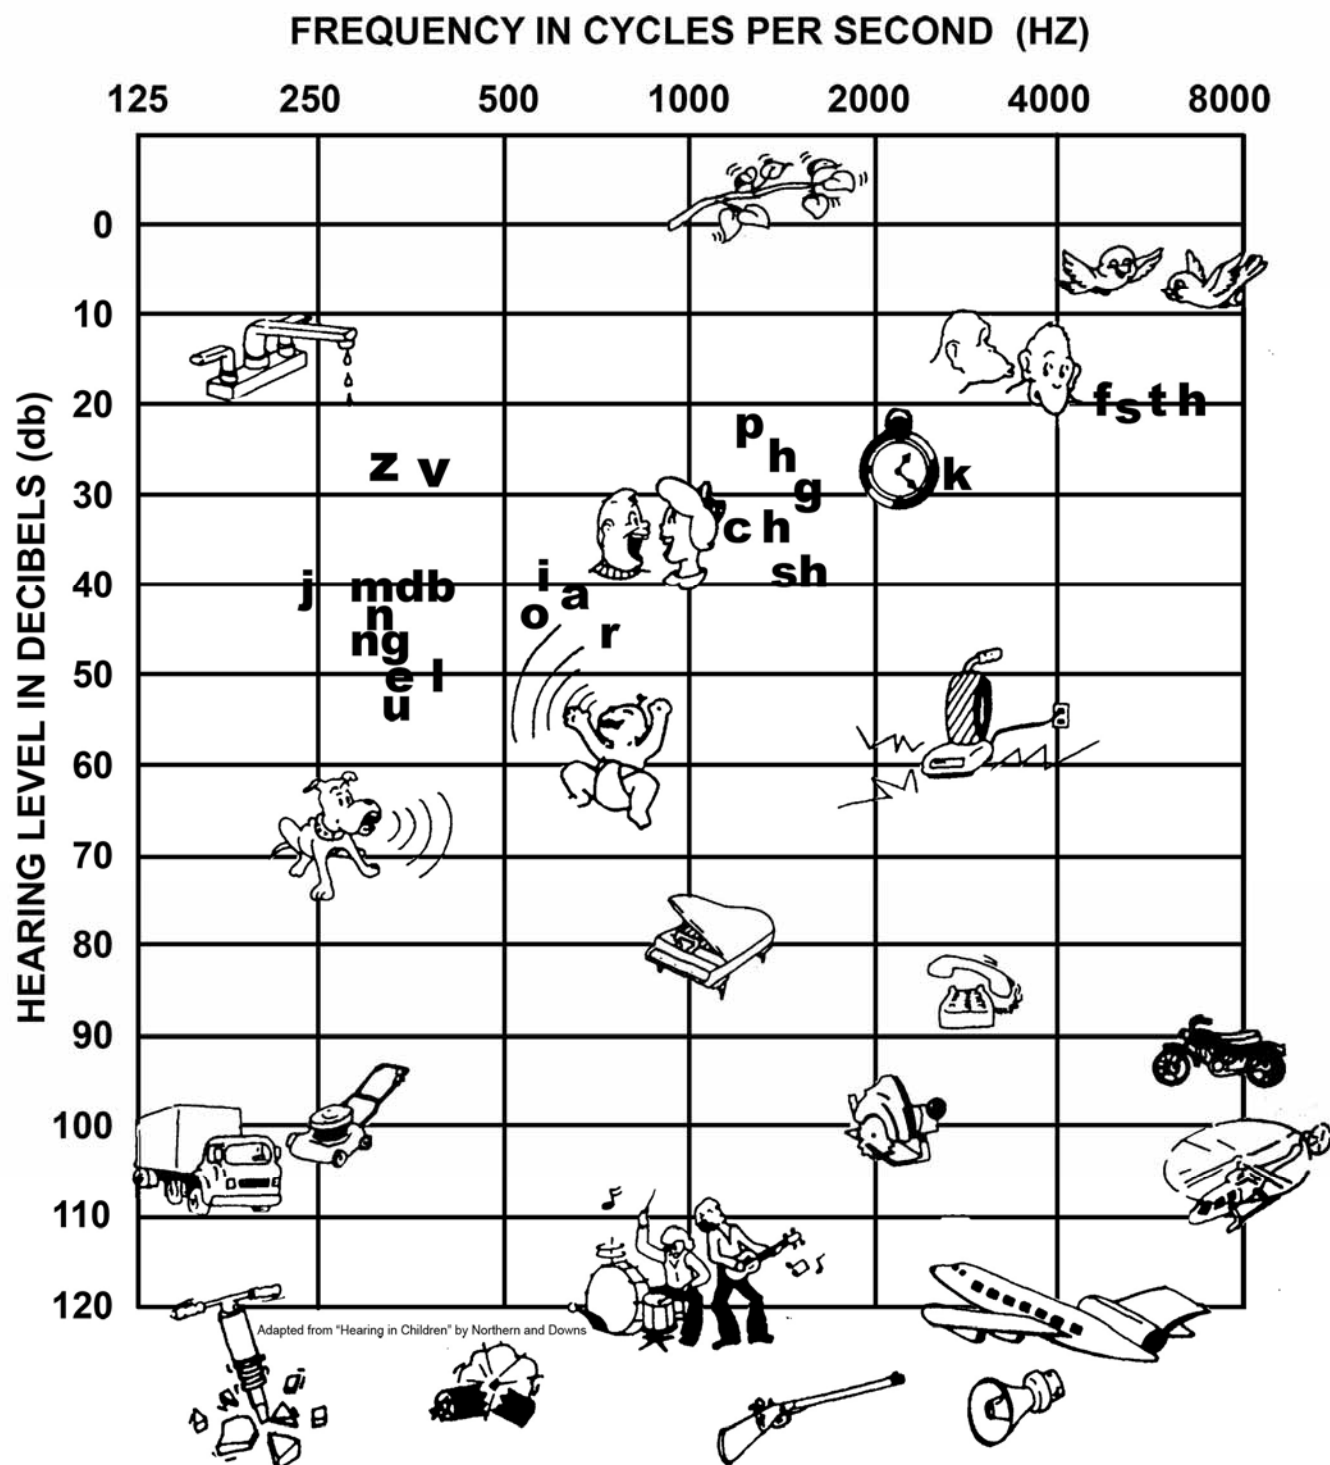 FREQUENCY IN CYCLES PER SECOND (HZ)
125 250 500 1000 2000 4000 8000
HEARING LEVEL IN DECIBELS (db)
0
10
20
f s t h
p
z v
h
k
30
g
c h
sh
40
j
mdb
i
a
n
o
ng
r
50
e l
u
60
70
80
90
100
110
120
Adapted from “Hearing in Children” by Northern and Downs